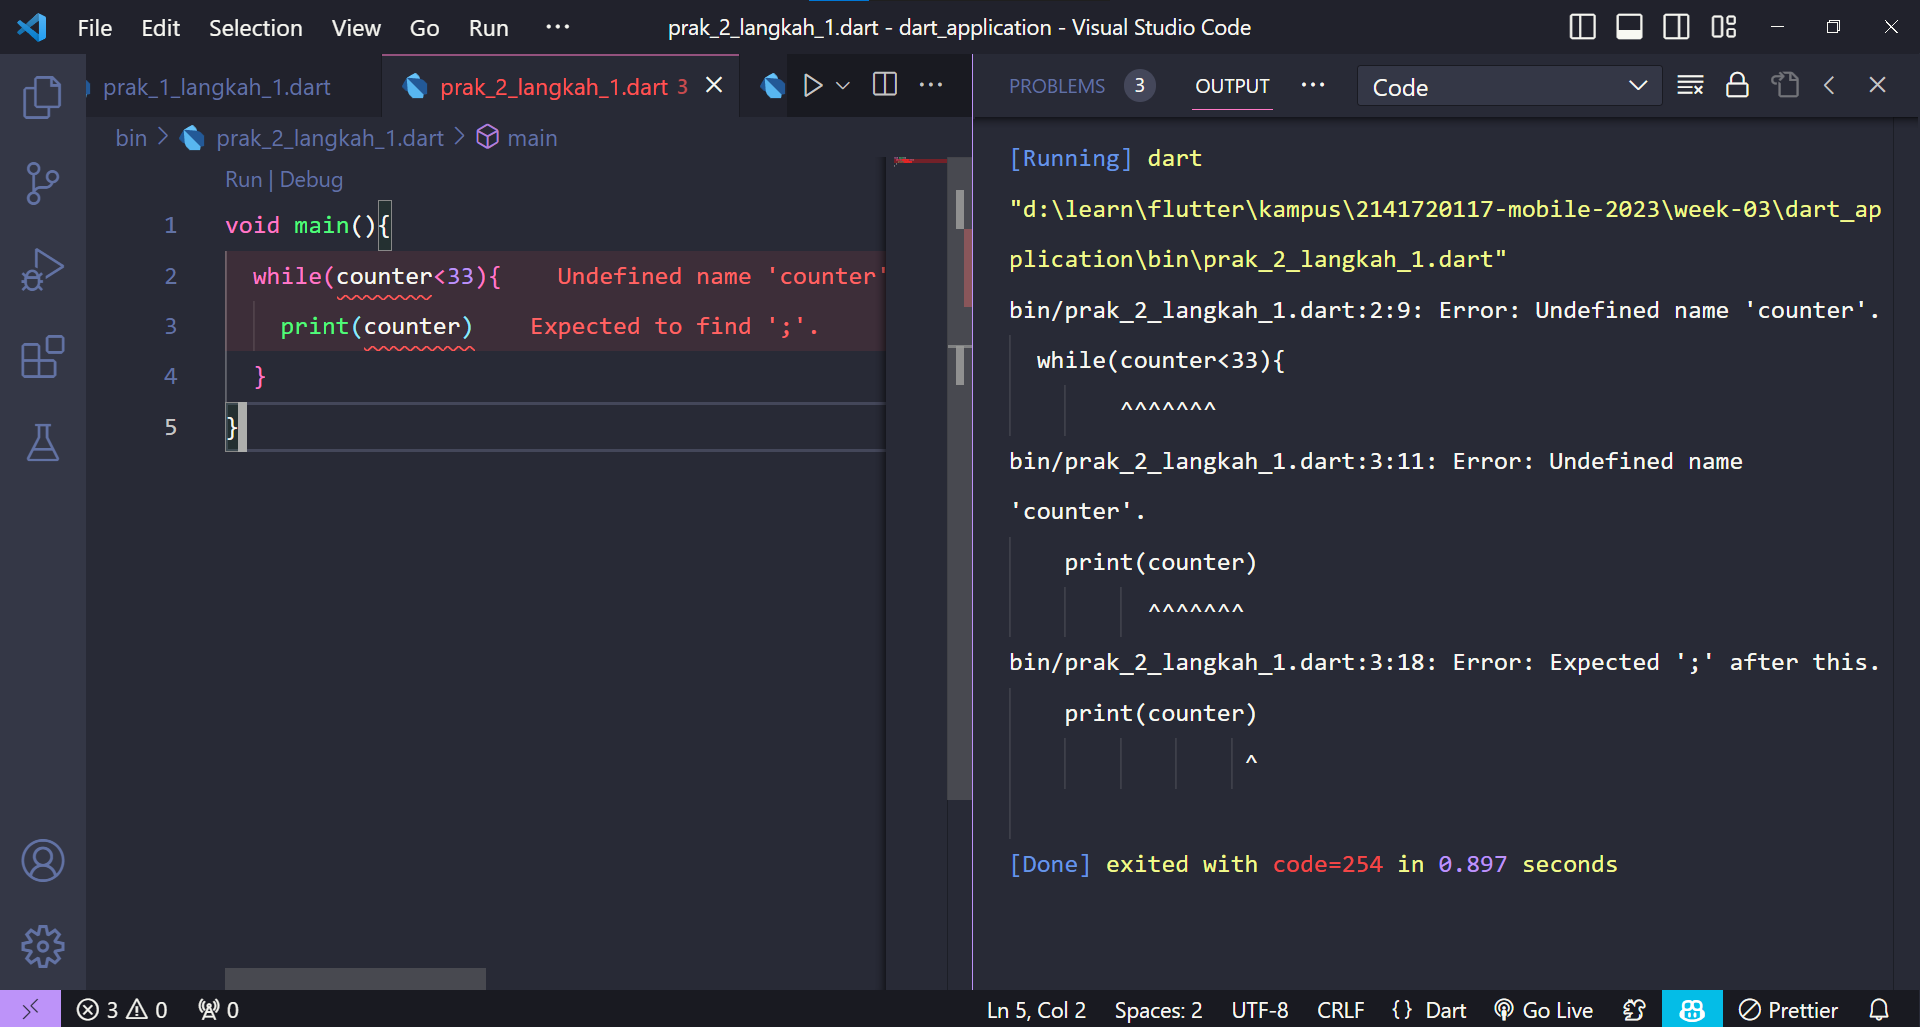 File Edit Selection View Go Run ··· prak_2_langkah_1.dart - dart_application - Visual Studio Code
prak_1_langkah_1.dart prak_2_langkah_1.dart 3
bin > prak_2_langkah_1.dart > main
Run | Debug
1 void main(){
2 while(counter<33){ Undefined name 'counter'
3 print(counter) Expected to find ';'.
4 }
5 }
PROBLEMS 3 OUTPUT ··· Code
[Running] dart
"d:\learn\flutter\kampus\2141720117-mobile-2023\week-03\dart_ap
plication\bin\prak_2_langkah_1.dart"
bin/prak_2_langkah_1.dart:2:9: Error: Undefined name 'counter'.
while(counter<33){
^^^^^^^
bin/prak_2_langkah_1.dart:3:11: Error: Undefined name
'counter'.
print(counter)
^^^^^^^
bin/prak_2_langkah_1.dart:3:18: Error: Expected ';' after this.
print(counter)
^
[Done] exited with code=254 in 0.897 seconds
3 0 0 Ln 5, Col 2 Spaces: 2 UTF-8 CRLF {} Dart Go Live Prettier